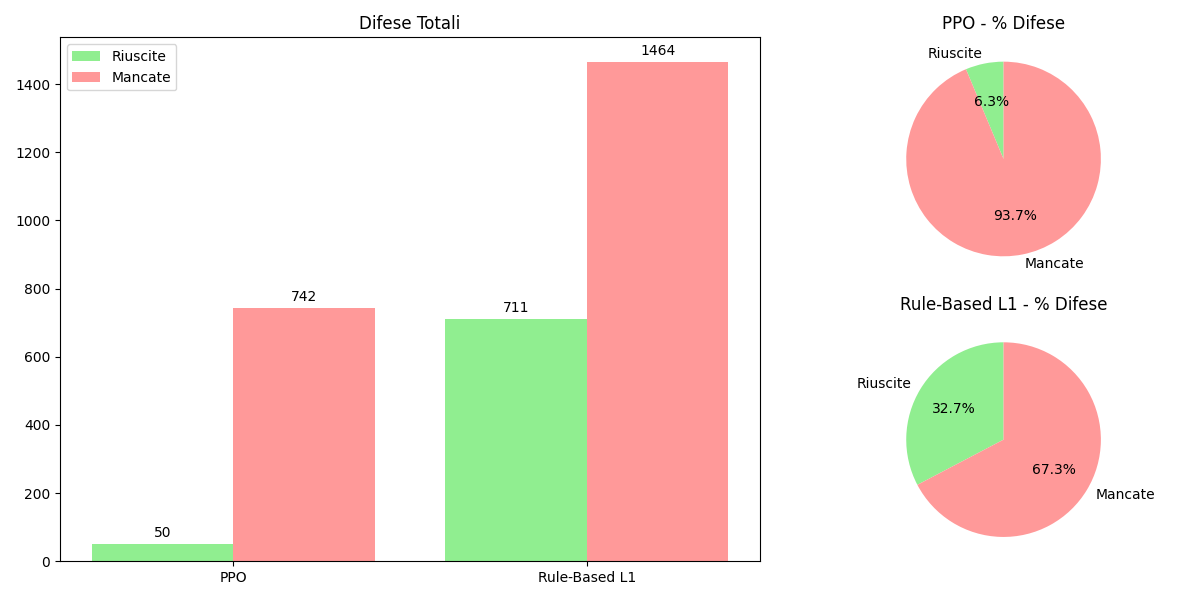 Difese Totali
Riuscite
Mancate
1400
1200
1000
800
600
400
200
0
50
742
711
1464
PPO
Rule-Based L1
PPO - % Difese
Riuscite
6.3%
93.7%
Mancate
Rule-Based L1 - % Difese
Riuscite
32.7%
67.3%
Mancate